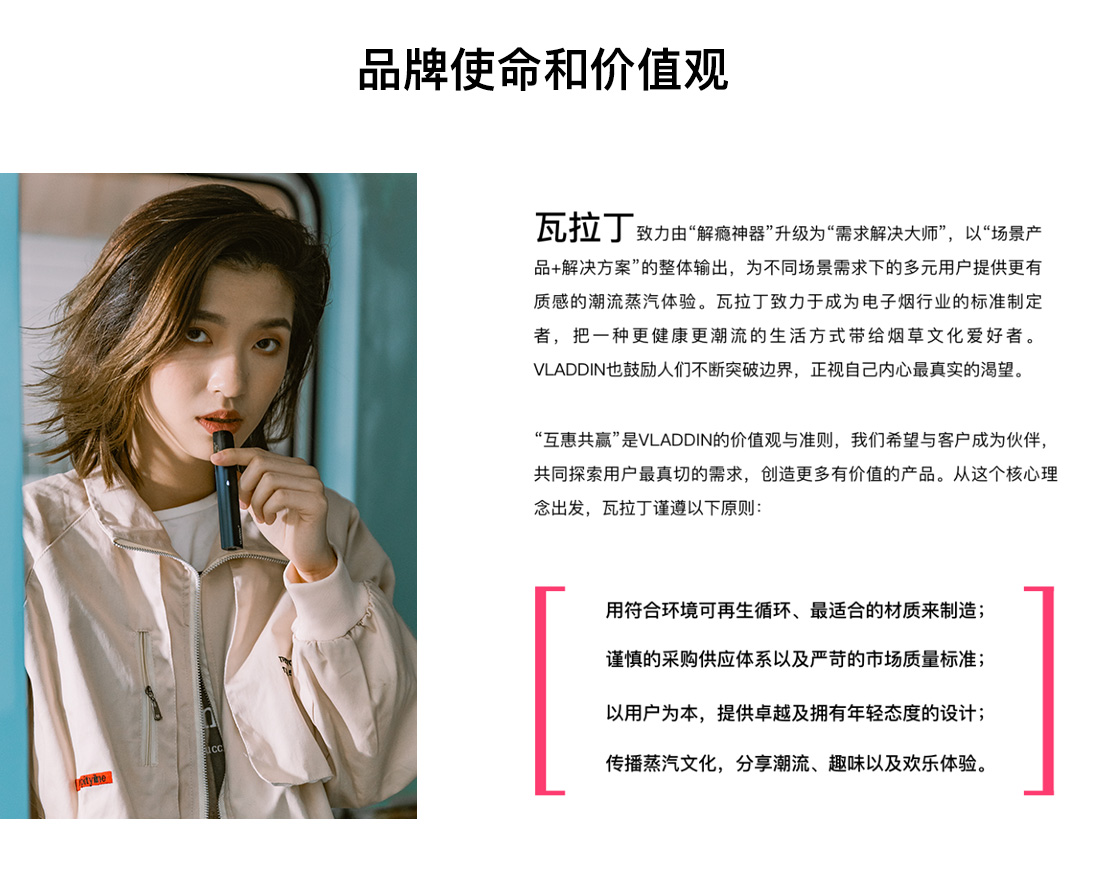 品牌使命和价值观
瓦拉丁致力由“解瘾神器”升级为“需求解决大师”，以“场景产
品+解决方案”的整体输出，为不同场景需求下的多元用户提供更有
质感的潮流蒸汽体验。瓦拉丁致力于成为电子烟行业的标准制定
者，把一种更健康更潮流的生活方式带给烟草文化爱好者。
VLADDIN也鼓励人们不断突破边界，正视自己内心最真实的渴望。
“互惠共赢”是VLADDIN的价值观与准则，我们希望与客户成为伙伴，
共同探索用户最真切的需求，创造更多有价值的产品。从这个核心理
念出发，瓦拉丁谨遵以下原则：
用符合环境可再生循环、最适合的材质来制造；
谨慎的采购供应体系以及严苛的市场质量标准；
以用户为本，提供卓越及拥有年轻态度的设计；
传播蒸汽文化，分享潮流、趣味以及欢乐体验。